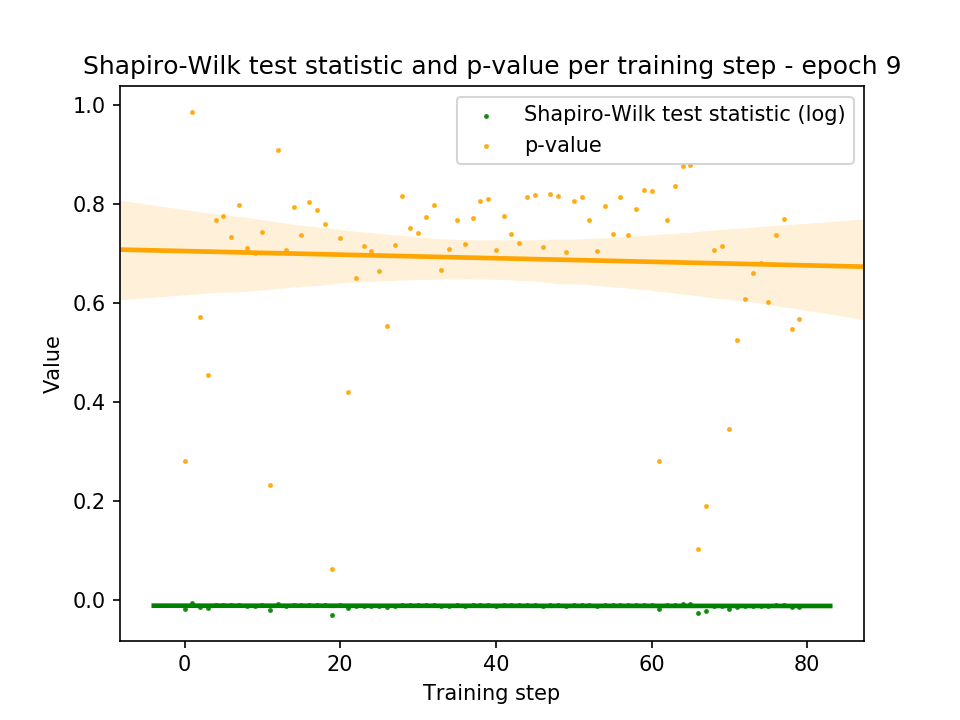 Shapiro-Wilk test statistic and p-value per training step - epoch 9
Shapiro-Wilk test statistic (log)
p-value
Value
1.0
0.8
0.6
0.4
0.2
0.0
0
20
40
60
80
Training step